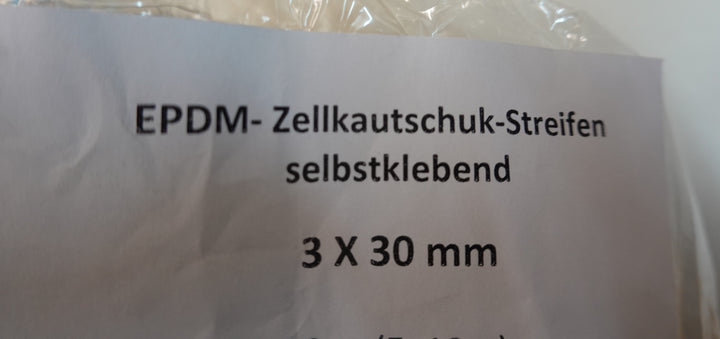 EPDM- Zellkautschuk-Streifen
selbstklebend
3 X 30 mm